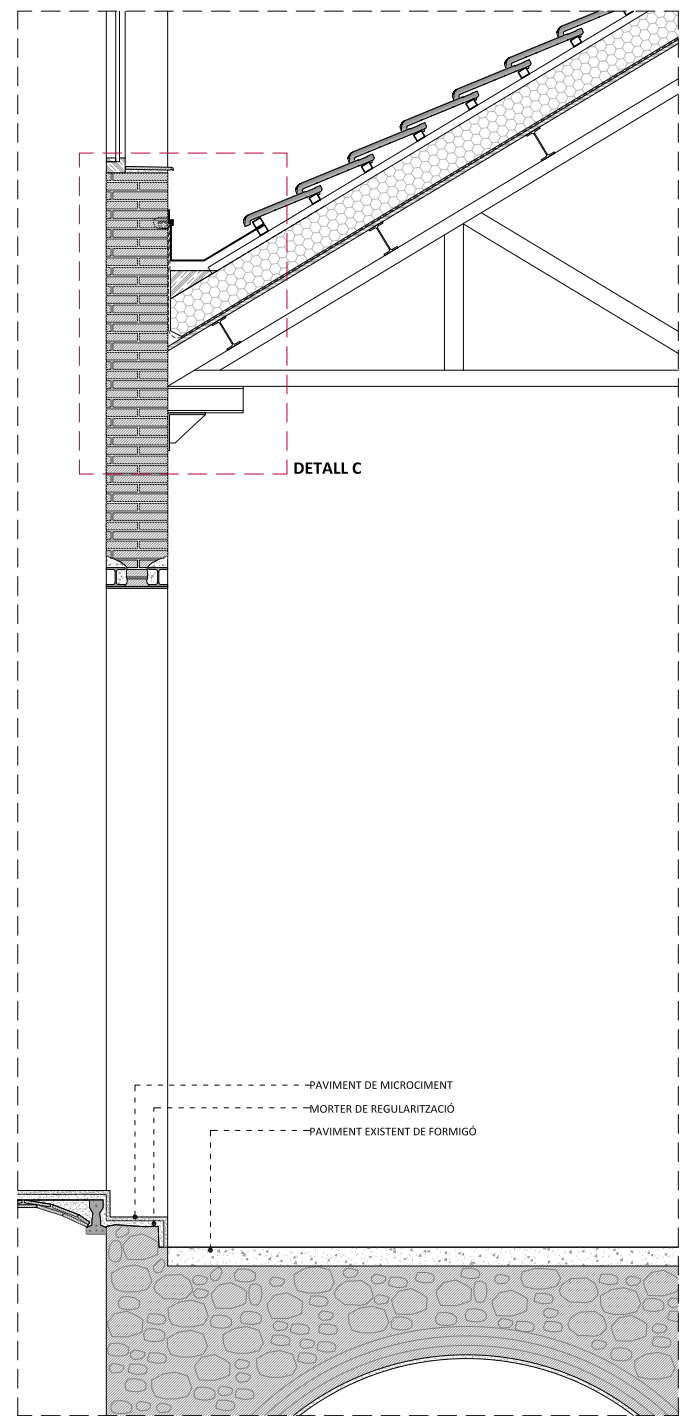 DETALL C
PAVIMENT DE MICROCIMENT
MORTER DE REGULARITZACIÓ
PAVIMENT EXISTENT DE FORMIGÓ